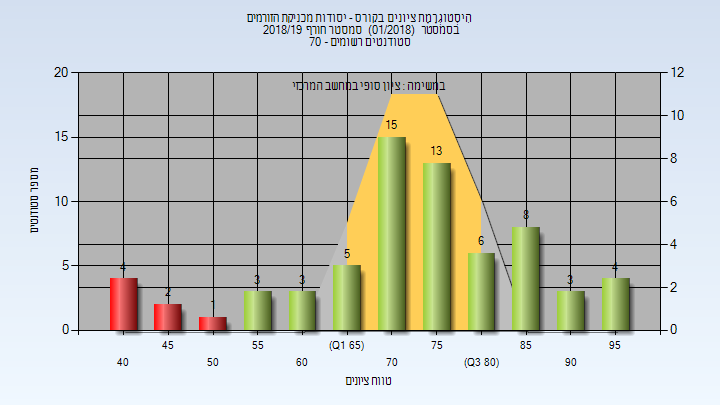 היסטוגרמת ציונים בקורס - יסודות מכניקת הזורמים
בסמסטר (01/2018) סמסטר חורף 2018/19
סטודנטים רשומים - 70
במשימה : ציון סופי במחשב המרכזי
20 12
15 10
10 8
5 6
0 4
2
0
4 2 1 3 3 5 15 13 6 8 3 4
מספר סטודנטים
45 55 (Q1 65) 75 85 95
40 50 60 70 (Q3 80) 90
טווח ציונים